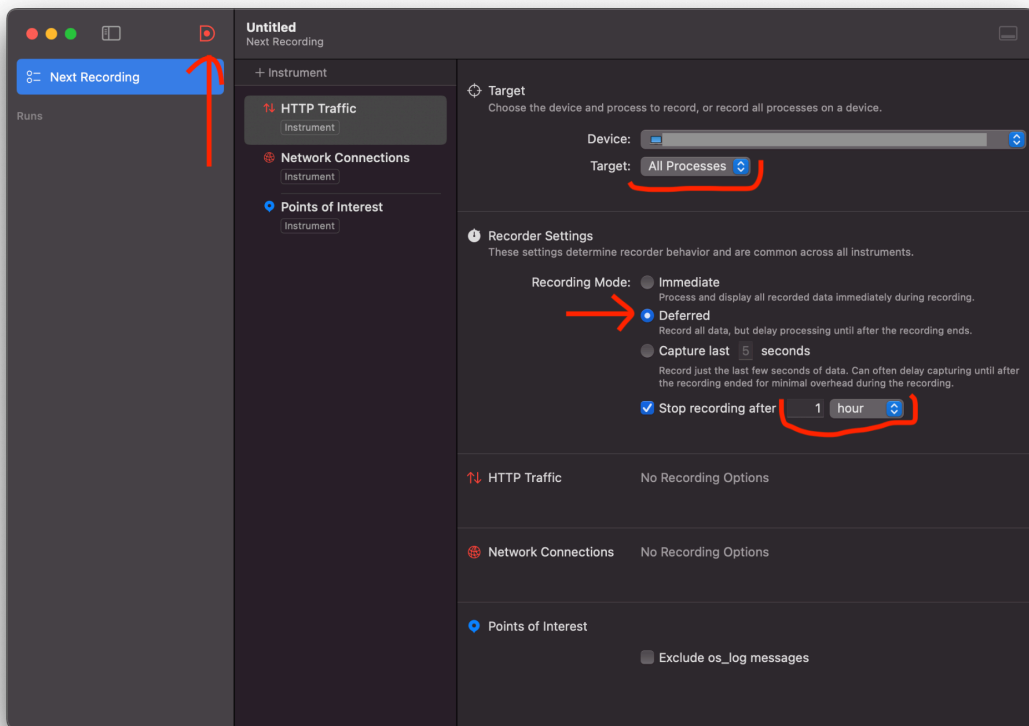 Untitled
Next Recording
Next Recording
Runs
+ Instrument
HTTP Traffic
Instrument
Network Connections
Instrument
Points of Interest
Instrument
Target
Choose the device and process to record, or record all processes on a device.
Device:
Target: All Processes
Recorder Settings
These settings determine recorder behavior and are common across all instruments.
Recording Mode: Immediate
Process and display all recorded data immediately during recording.
Deferred
Record all data, but delay processing until after the recording ends.
Capture last 5 seconds
Record just the last few seconds of data. Can often delay capturing until after
the recording ended for minimal overhead during the recording.
Stop recording after 1 hour
HTTP Traffic No Recording Options
Network Connections No Recording Options
Points of Interest
Exclude os_log messages